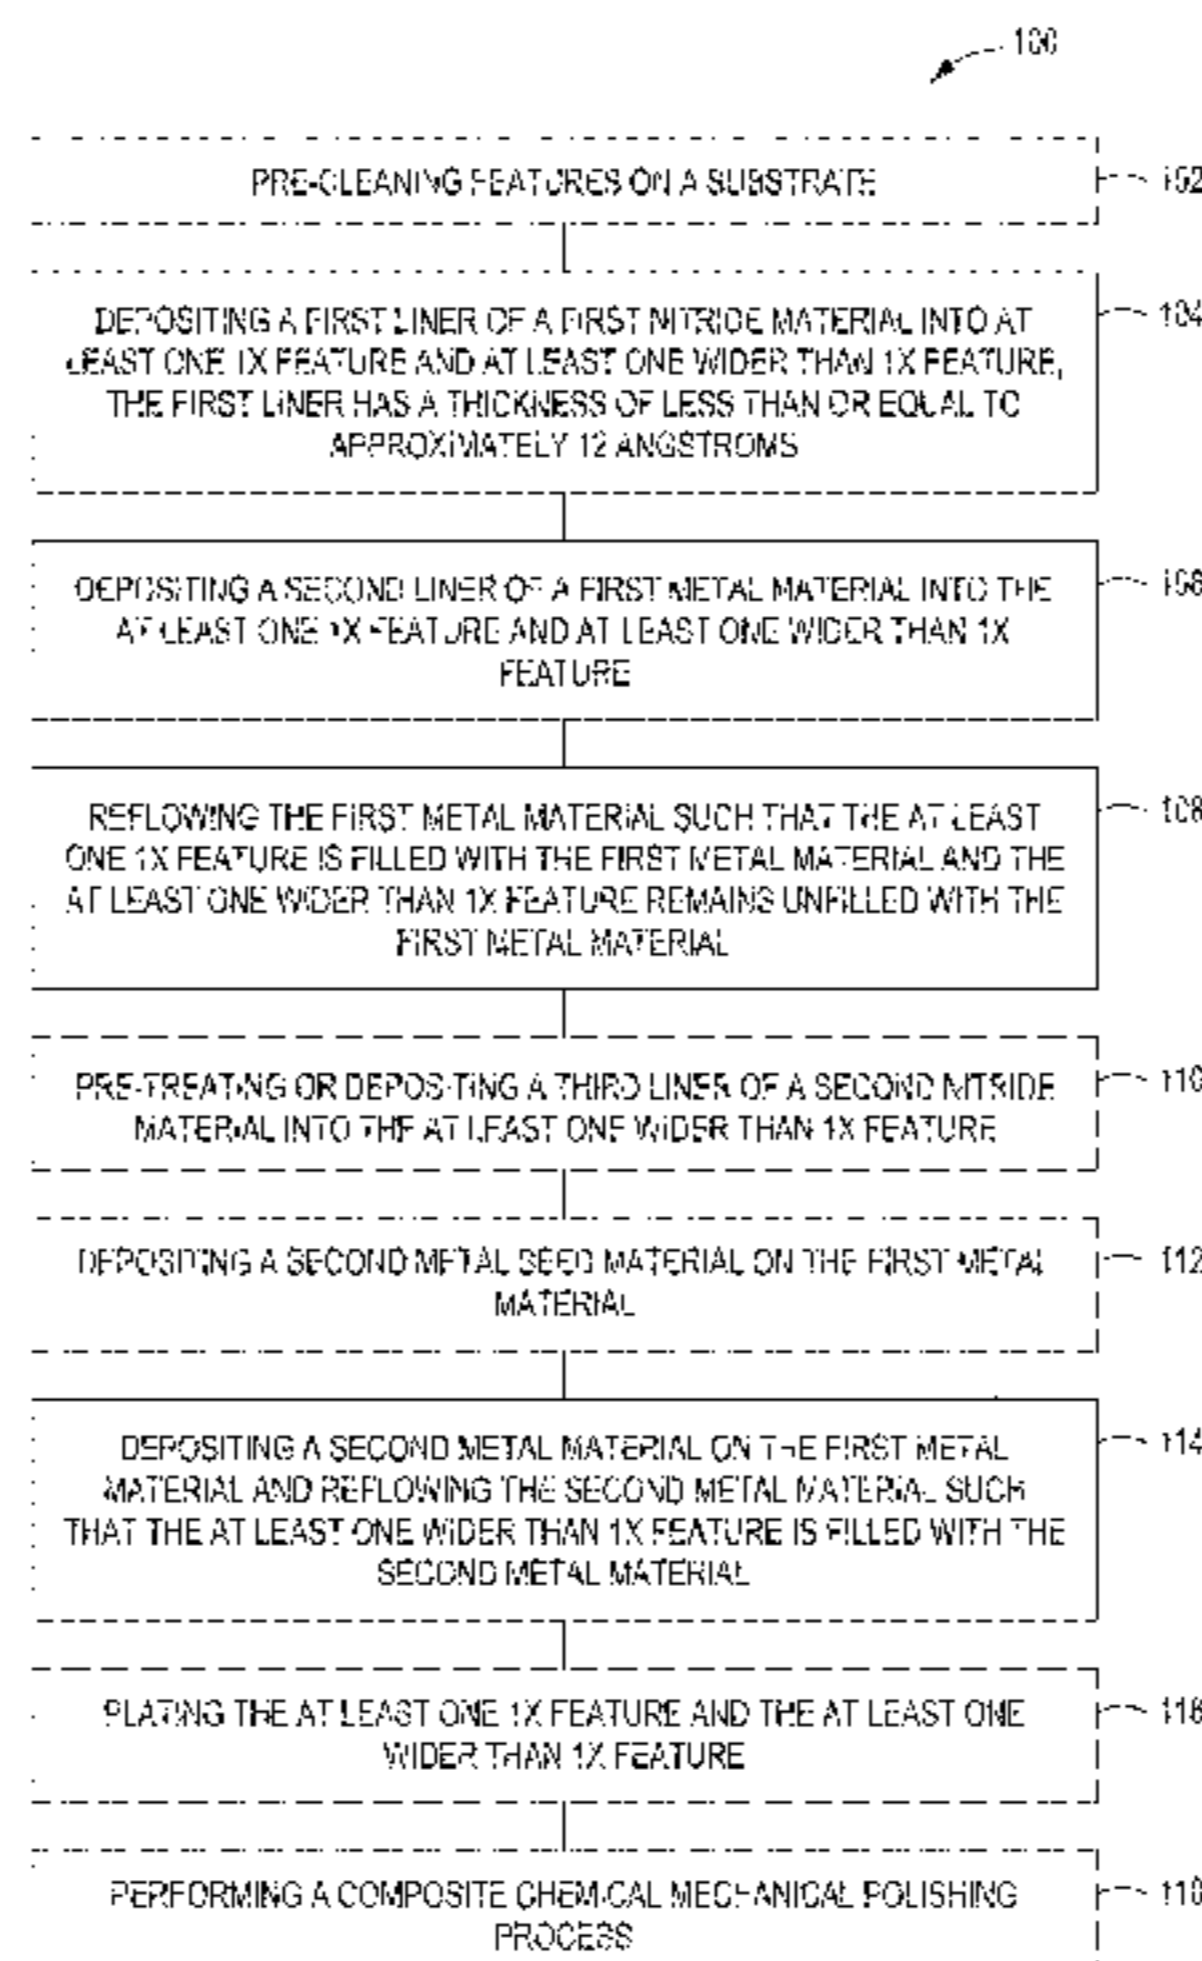 100
PRE-CLEANING FEATURES ON A SUBSTRATE
102
DEPOSITING A FIRST LINER OF A FIRST NITRIDE MATERIAL INTO AT
104
LEAST ONE 1X FEATURE AND AT LEAST ONE WIDER THAN 1X FEATURE,
THE FIRST LINER HAS A THICKNESS OF LESS THAN OR EQUAL TO
APPROXIMATELY 12 ANGSTROMS
DEPOSITING A SECOND LINER OF A FIRST METAL MATERIAL INTO THE
106
AT LEAST ONE 1X FEATURE AND AT LEAST ONE WIDER THAN 1X
FEATURE
REFLOWING THE FIRST METAL MATERIAL SUCH THAT THE AT LEAST
108
ONE 1X FEATURE IS FILLED WITH THE FIRST METAL MATERIAL AND THE
AT LEAST ONE WIDER THAN 1X FEATURE REMAINS UNFILLED WITH THE
FIRST METAL MATERIAL
PRE-TREATING OR DEPOSITING A THIRD LINER OF A SECOND NITRIDE
110
MATERIAL INTO THE AT LEAST ONE WIDER THAN 1X FEATURE
DEPOSITING A SECOND METAL SEED MATERIAL ON THE FIRST METAL
112
MATERIAL
DEPOSITING A SECOND METAL MATERIAL ON THE FIRST METAL
114
MATERIAL AND REFLOWING THE SECOND METAL MATERIAL SUCH
THAT THE AT LEAST ONE WIDER THAN 1X FEATURE IS FILLED WITH THE
SECOND METAL MATERIAL
PLATING THE AT LEAST ONE 1X FEATURE AND THE AT LEAST ONE
116
WIDER THAN 1X FEATURE
PERFORMING A COMPOSITE CHEMICAL MECHANICAL POLISHING
118
PROCESS